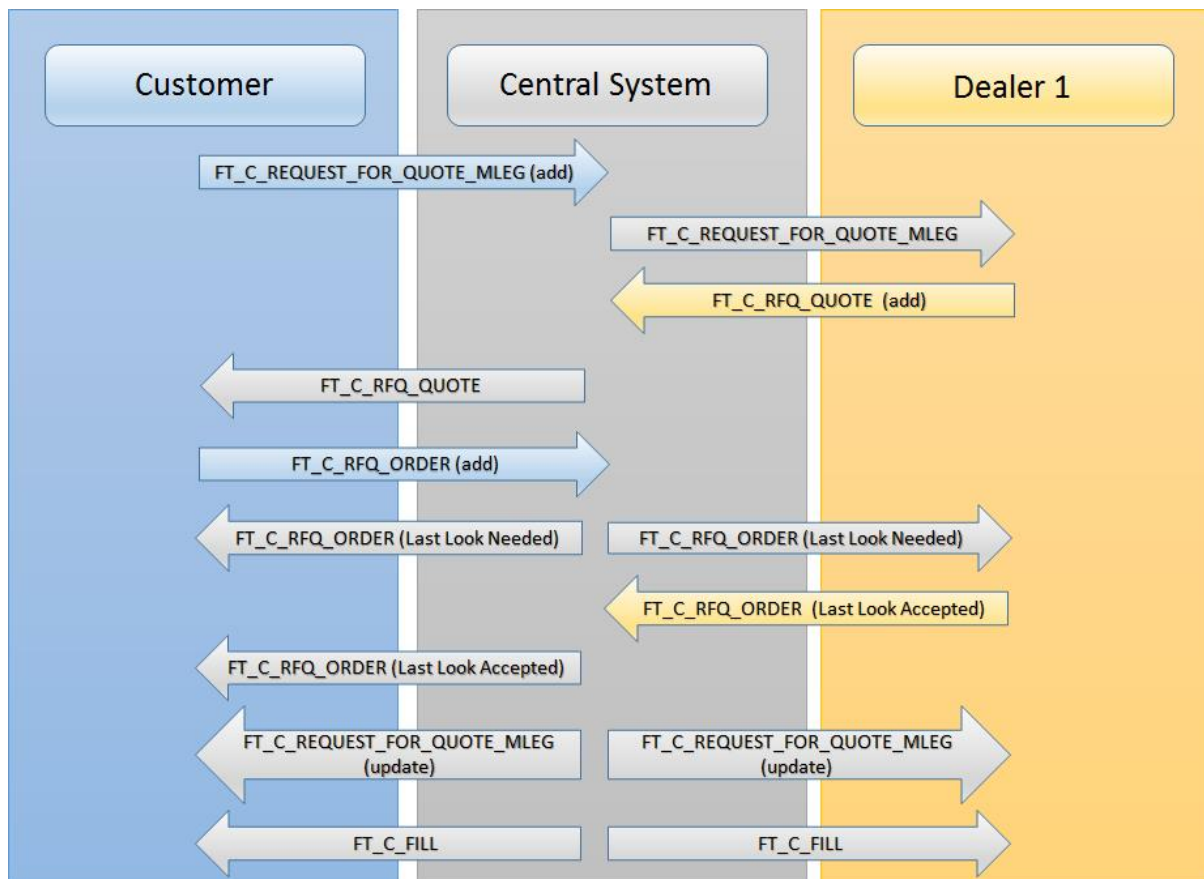 Customer
Central System
Dealer 1
FT_C_REQUEST_FOR_QUOTE_MLEG (add)
FT_C_REQUEST_FOR_QUOTE_MLEG
FT_C_RFQ_QUOTE (add)
FT_C_RFQ_QUOTE
FT_C_RFQ_ORDER (add)
FT_C_RFQ_ORDER (Last Look Needed)
FT_C_RFQ_ORDER (Last Look Needed)
FT_C_RFQ_ORDER (Last Look Accepted)
FT_C_RFQ_ORDER (Last Look Accepted)
FT_C_REQUEST_FOR_QUOTE_MLEG
(update)
FT_C_REQUEST_FOR_QUOTE_MLEG
(update)
FT_C_FILL
FT_C_FILL